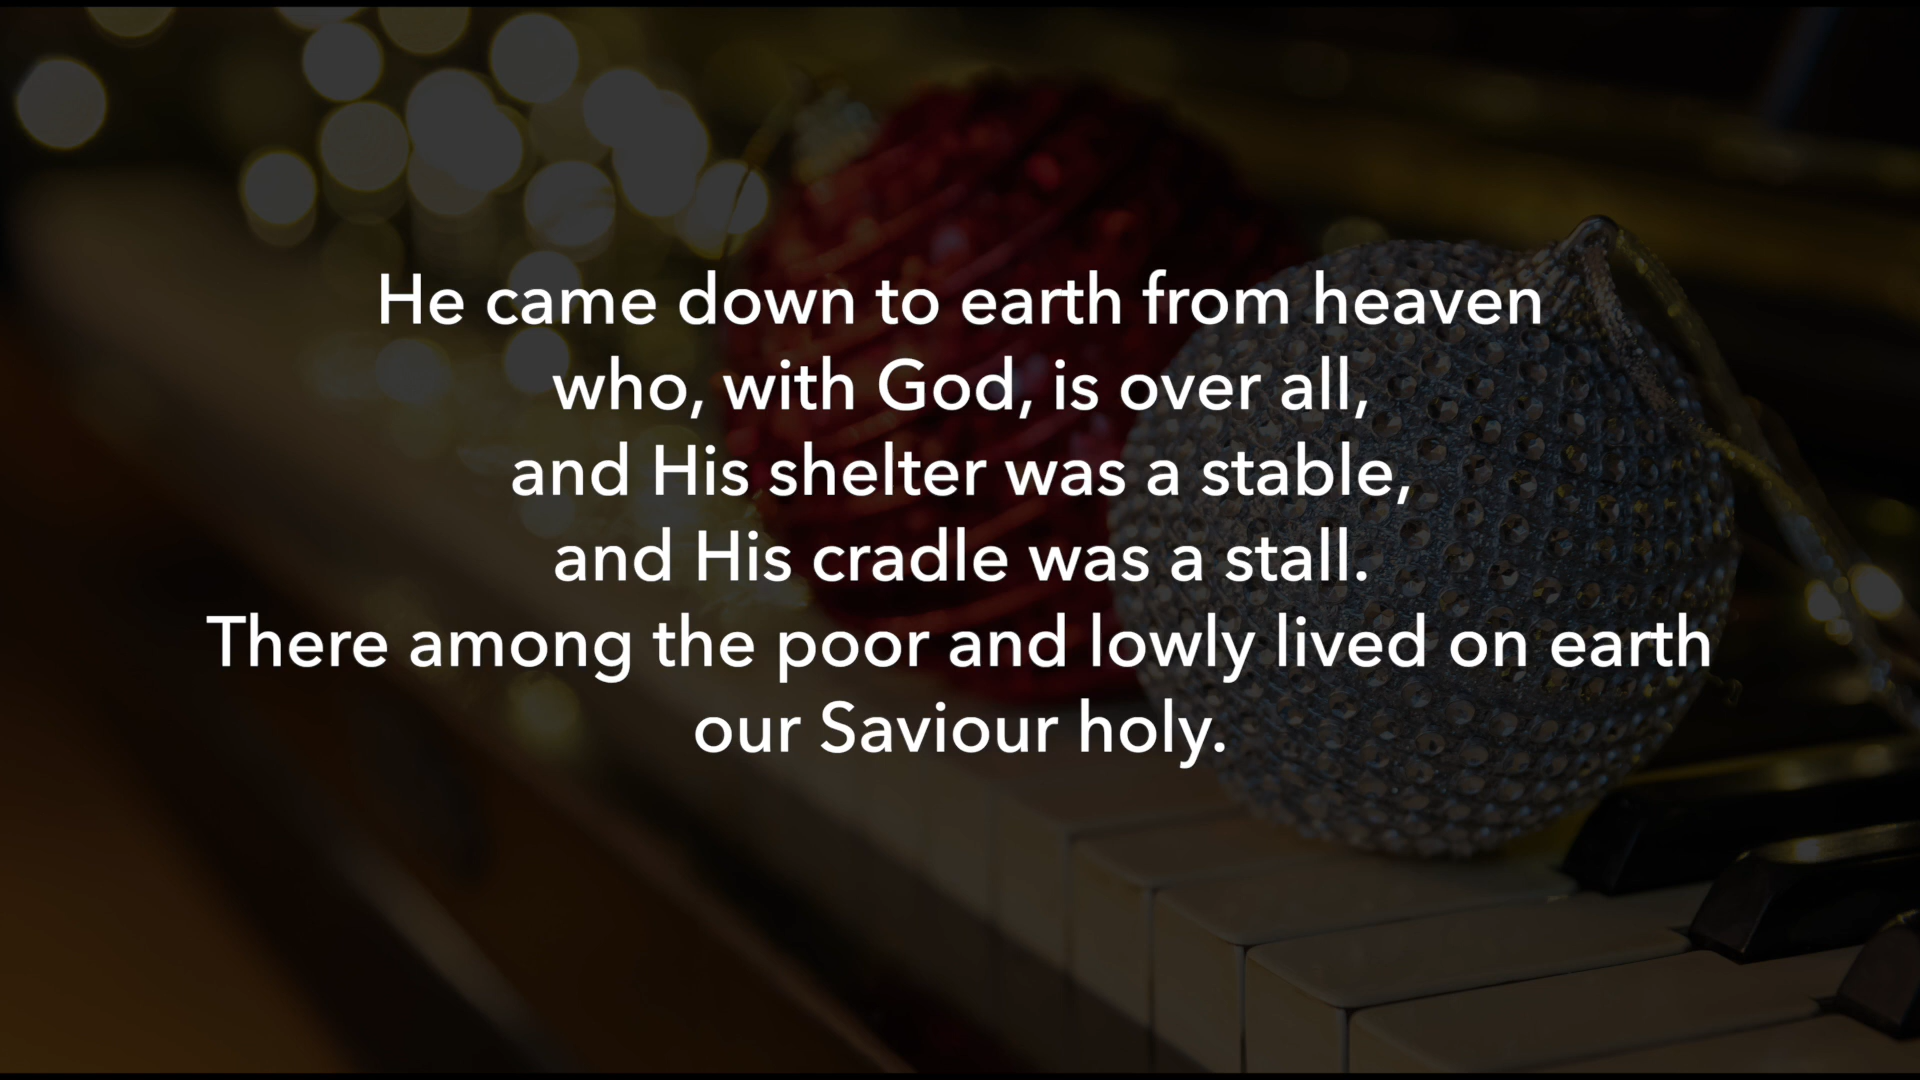 He came down to earth from heaven
who, with God, is over all,
and His shelter was a stable,
and His cradle was a stall.
There among the poor and lowly lived on earth
our Saviour holy.